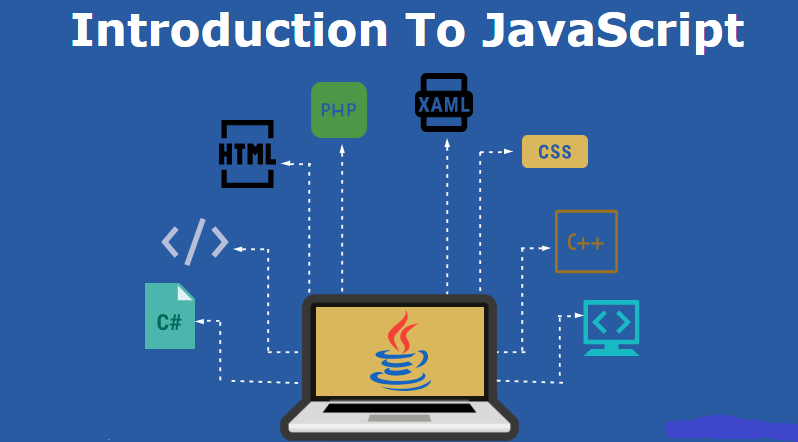 Introduction To JavaScript
PHP
XAML
HTML
CSS
C++
C#